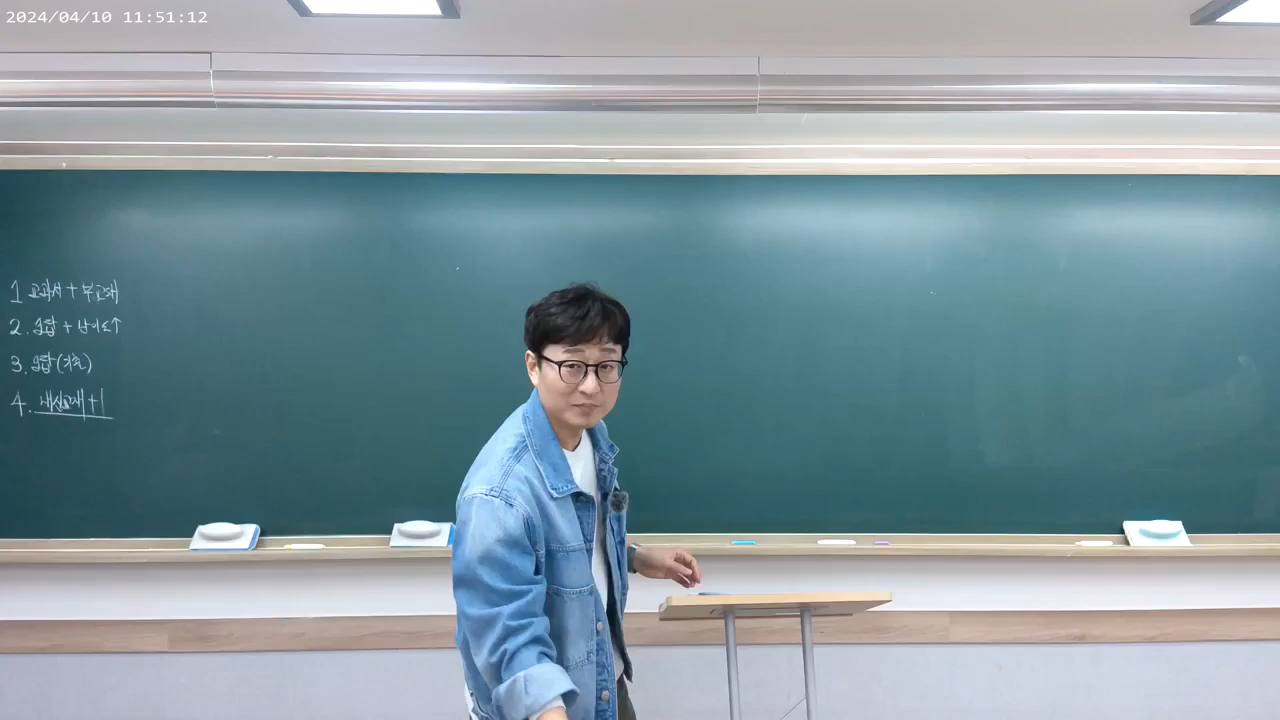 2024/04/10 11:51:12
1 교과서 + 부교재
2. 오답 + 난이도↑
3. 오답(기출)
4. 내신교재 + 1